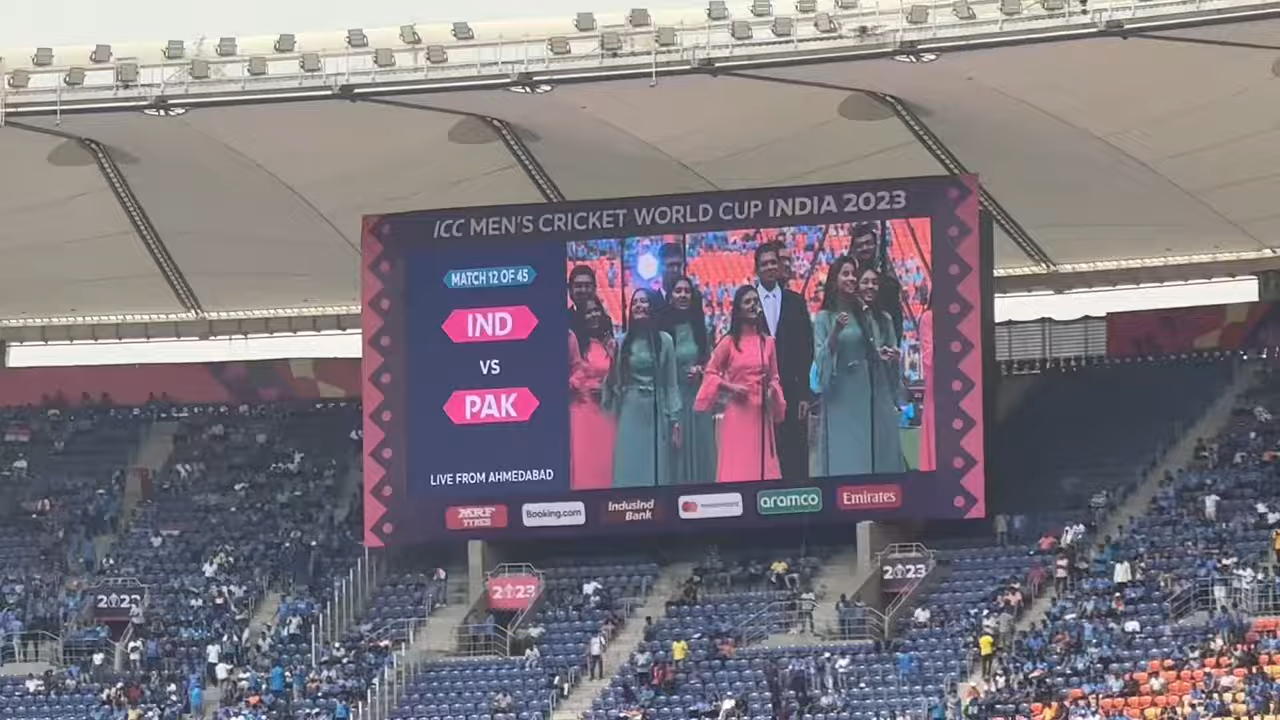 ICC MEN'S CRICKET WORLD CUP INDIA 2023
MATCH 12 OF 45
IND
VS
PAK
LIVE FROM AHMEDABAD
MRF
TYRES
Booking.com
IndusInd
Bank
aramco
Emirates
2023
2023
2023